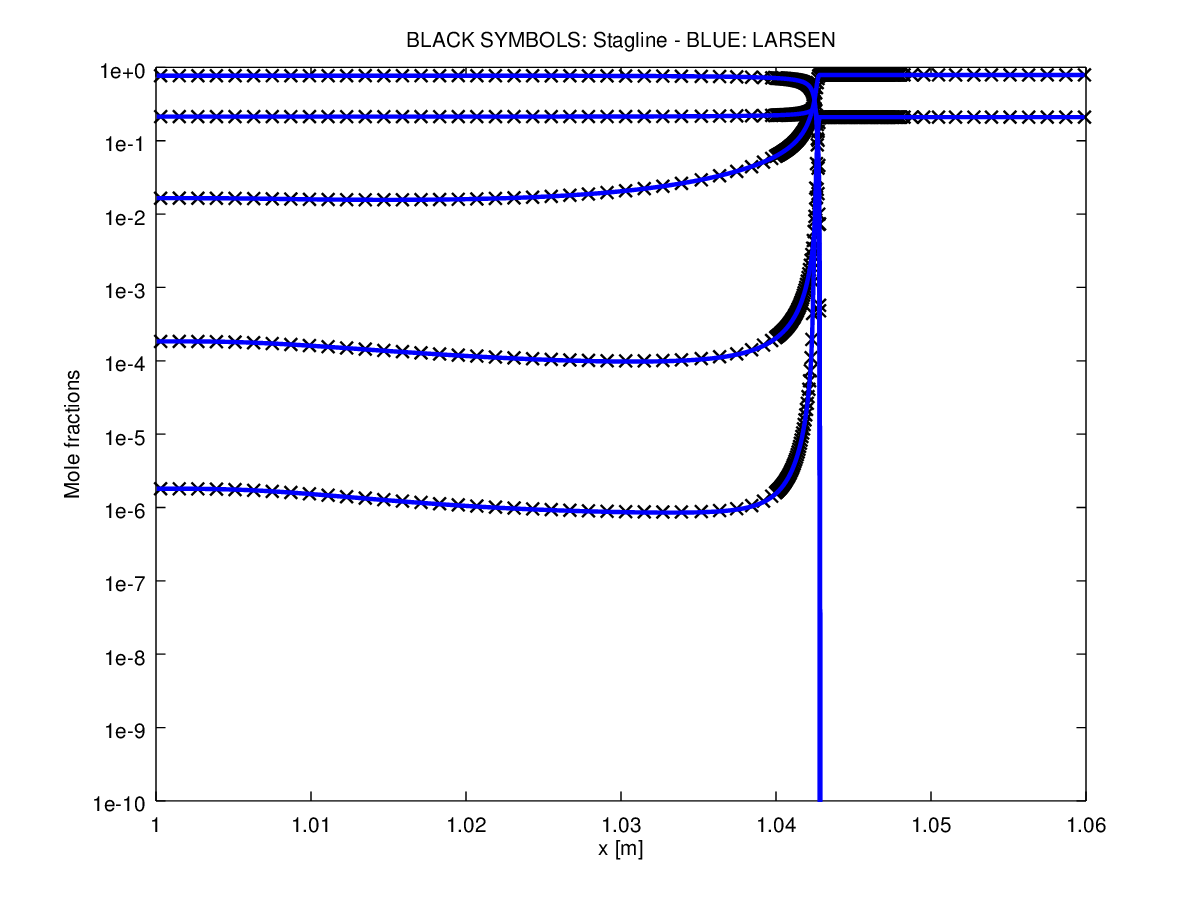 BLACK SYMBOLS: Stagline - BLUE: LARSEN
1e+0
1e-1
1e-2
1e-3
1e-4
1e-5
1e-6
1e-7
1e-8
1e-9
1e-10
Mole fractions
1 1.01 1.02 1.03 1.04 1.05 1.06
x [m]